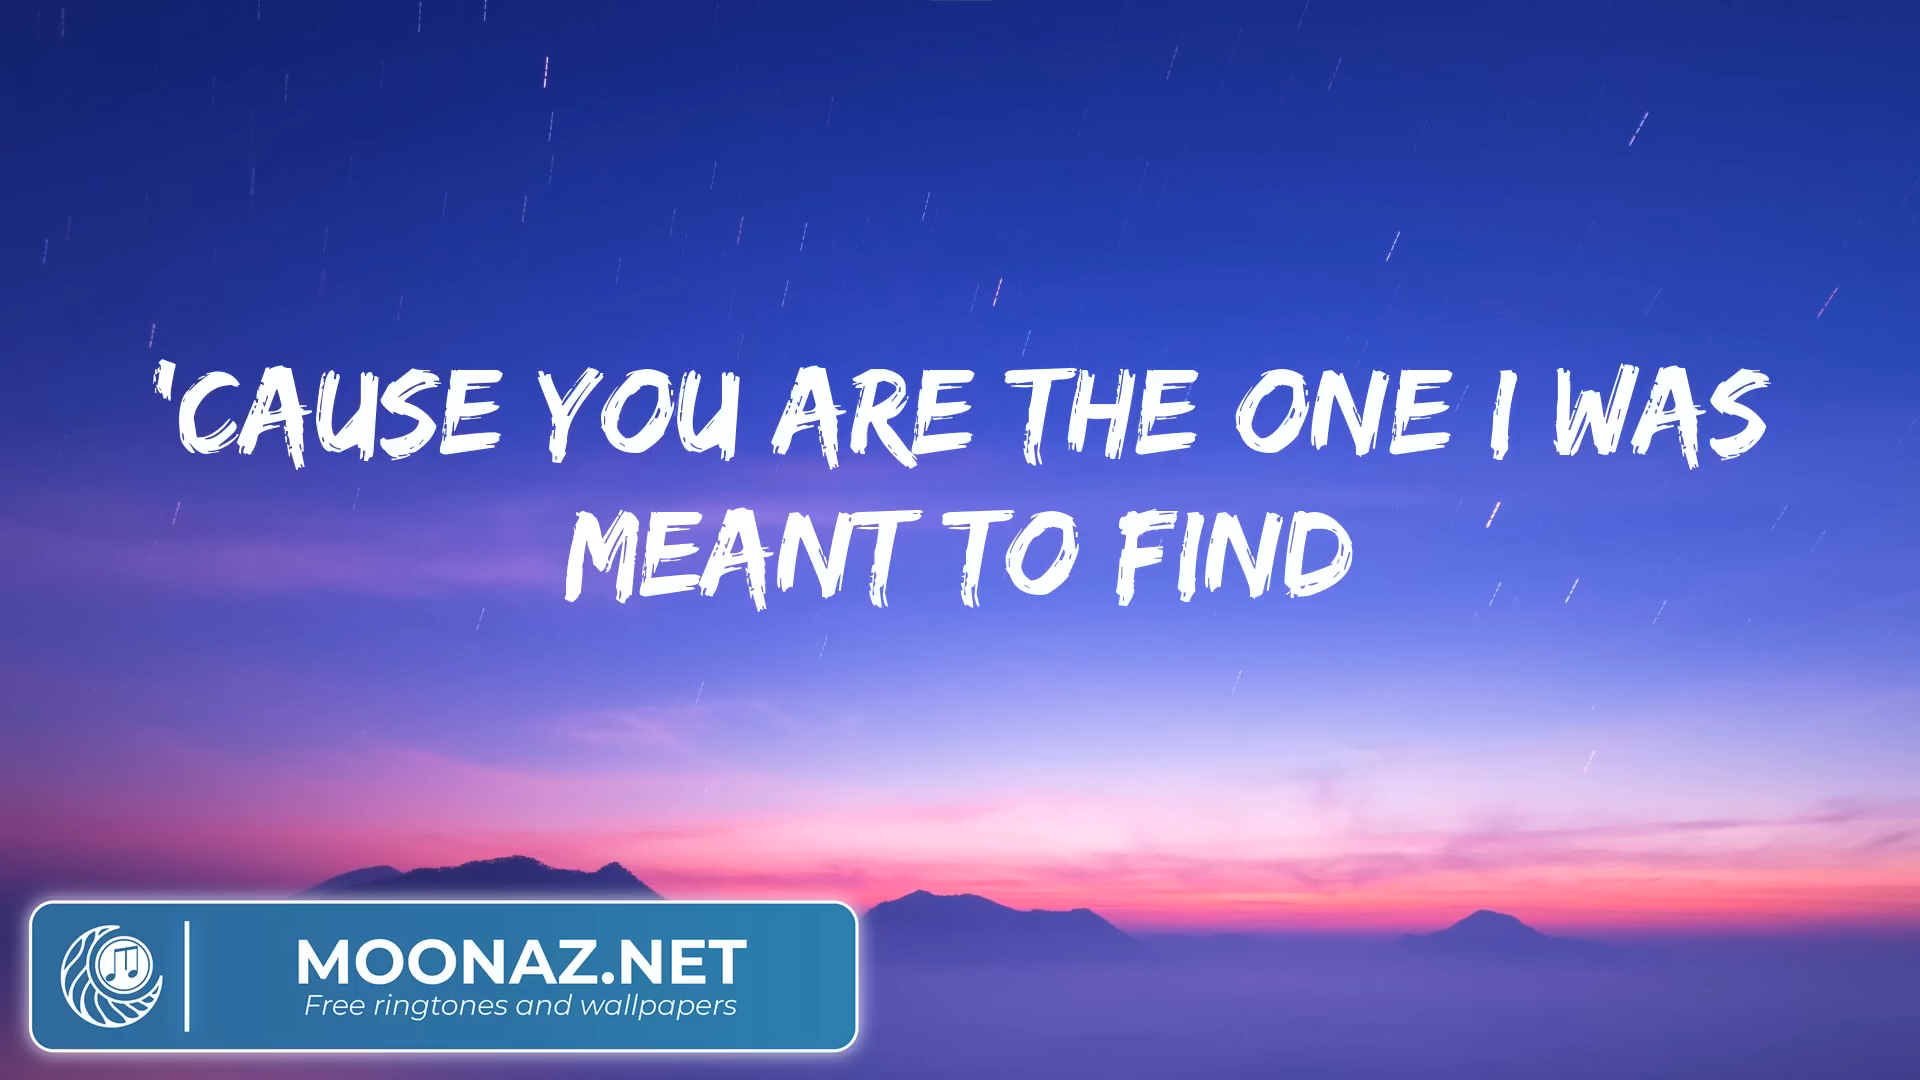 'CAUSE YOU ARE THE ONE I WAS
MEANT TO FIND
MOONAZ.NET
Free ringtones and wallpapers